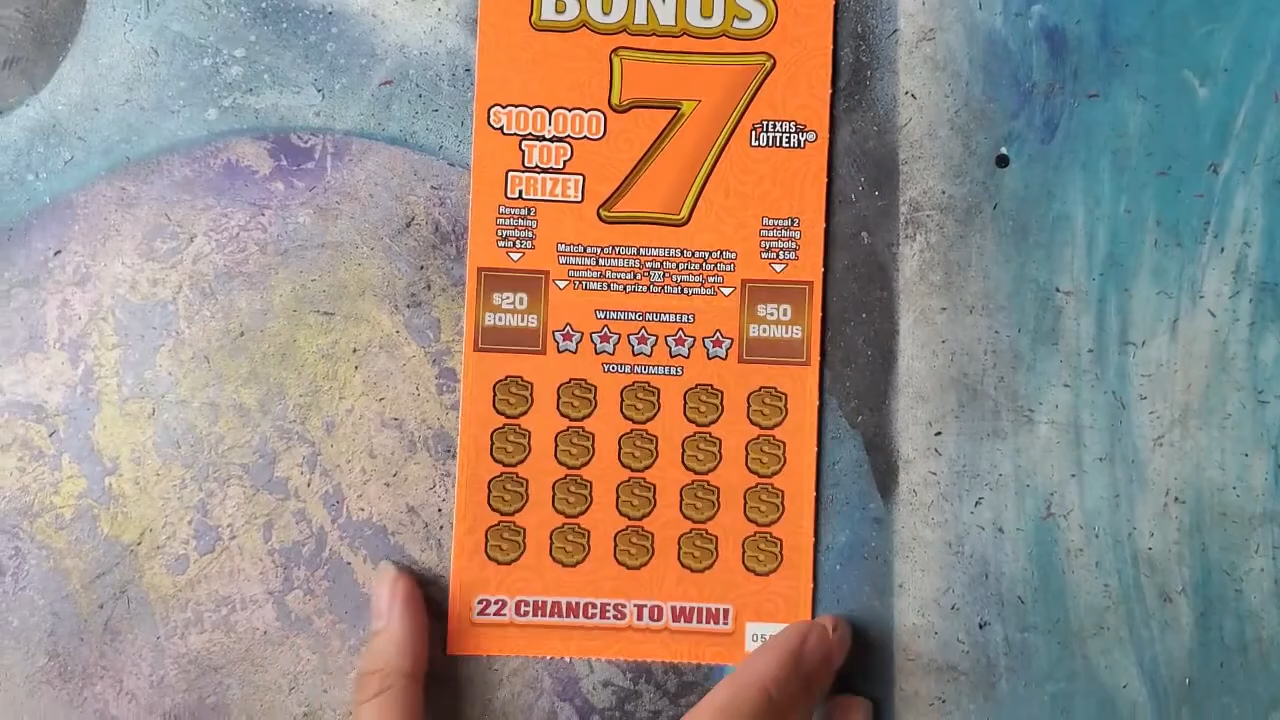 BONUS
7
$100,000
TOP
PRIZE!
TEXAS
LOTTERY®
Reveal 2
matching
symbols,
win $20.
Reveal 2
matching
symbols,
win $50.
Match any of YOUR NUMBERS to any of the
WINNING NUMBERS, win the prize for that
number. Reveal a "7X" symbol, win
7 TIMES the prize for that symbol.
$20
BONUS
$50
BONUS
WINNING NUMBERS
YOUR NUMBERS
$ $ $ $ $
$ $ $ $ $
$ $ $ $ $
$ $ $ $ $
22 CHANCES TO WIN!